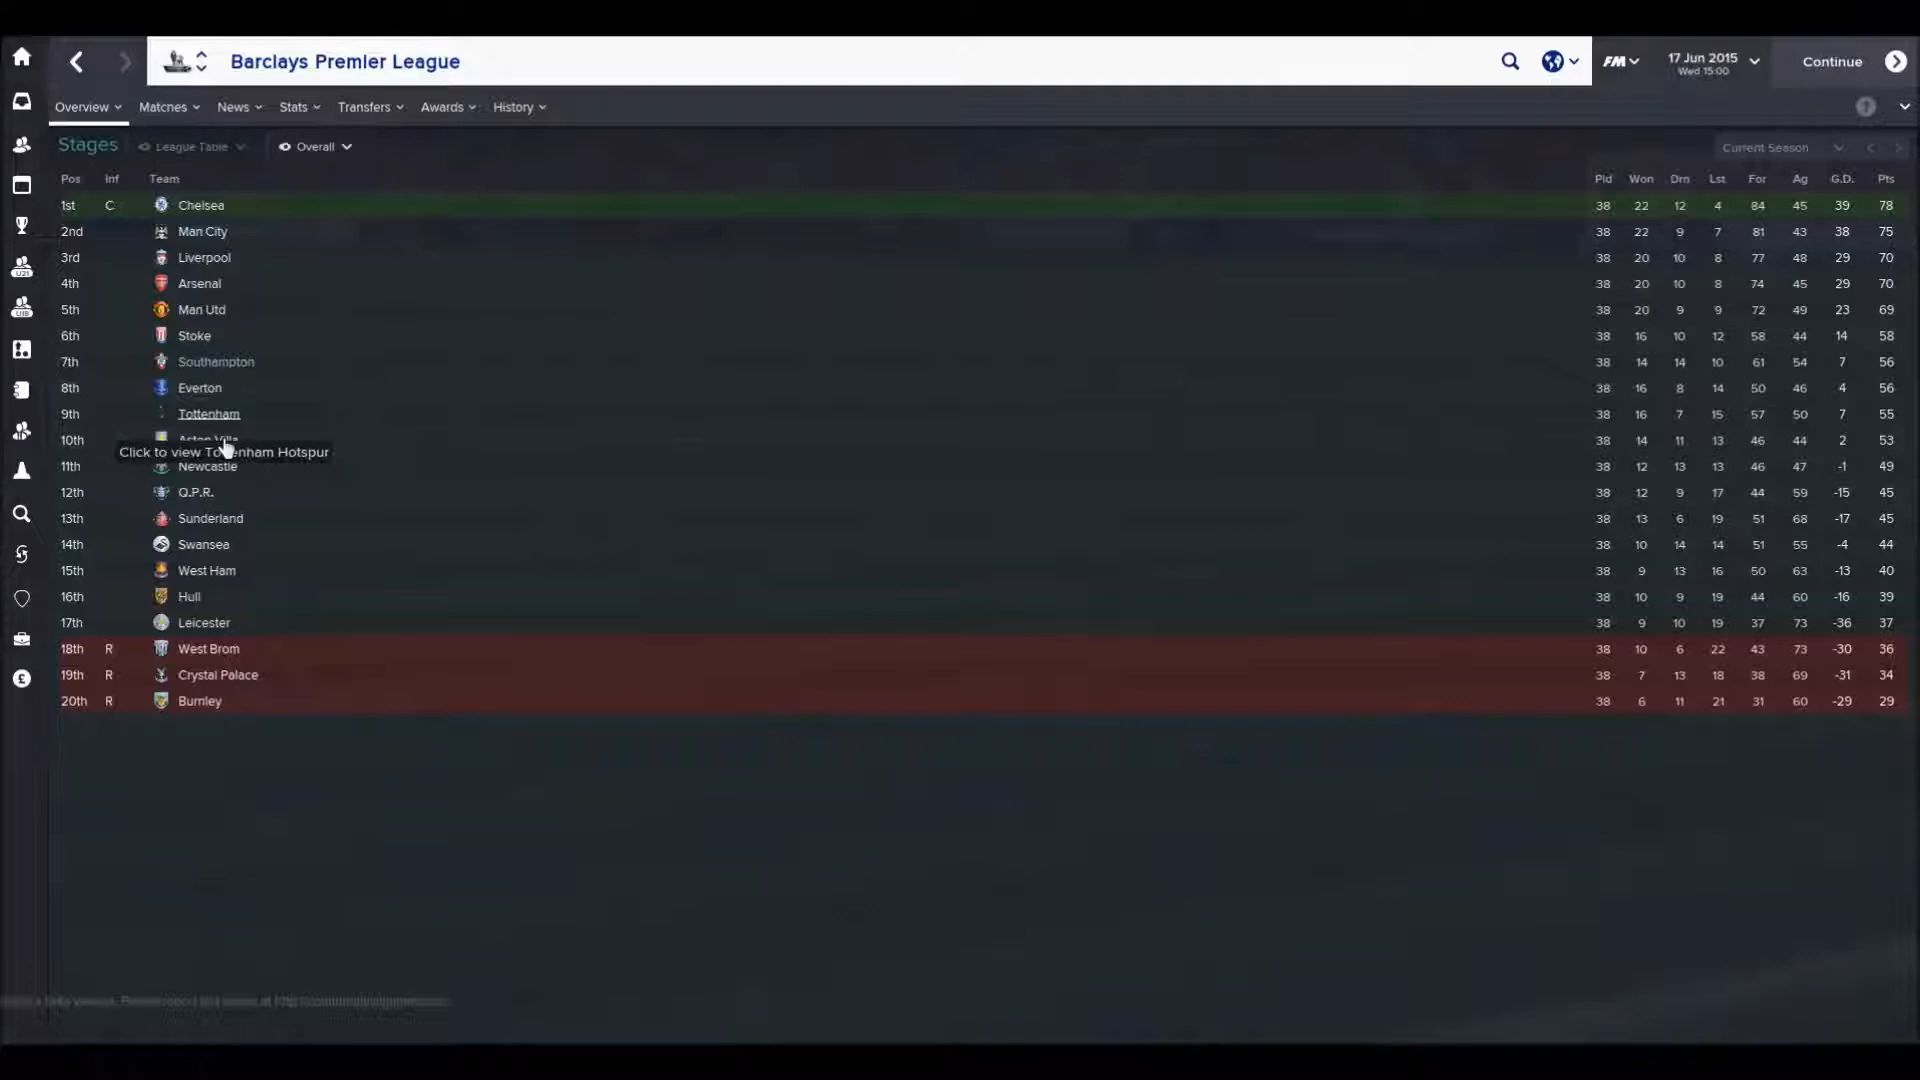 Barclays Premier League
FM
17 Jun 2015
Wed 15:00
Continue
Overview Matches News Stats Transfers Awards History
Stages League Table Overall Current Season
Pos Inf Team Pld Won Drn Lst For Ag G.D. Pts
1st C Chelsea 38 22 12 4 84 45 39 78
2nd Man City 38 22 9 7 81 43 38 75
3rd Liverpool 38 20 10 8 77 48 29 70
4th Arsenal 38 20 10 8 74 45 29 70
5th Man Utd 38 20 9 9 72 49 23 69
6th Stoke 38 16 10 12 58 44 14 58
7th Southampton 38 14 14 10 61 54 7 56
8th Everton 38 16 8 14 50 46 4 56
9th Tottenham 38 16 7 15 57 50 7 55
10th Aston Villa 38 14 11 13 46 44 2 53
Click to view Tottenham Hotspur
11th Newcastle 38 12 13 13 46 47 -1 49
12th Q.P.R. 38 12 9 17 44 59 -15 45
13th Sunderland 38 13 6 19 51 68 -17 45
14th Swansea 38 10 14 14 51 55 -4 44
15th West Ham 38 9 13 16 50 63 -13 40
16th Hull 38 10 9 19 44 60 -16 39
17th Leicester 38 9 10 19 37 73 -36 37
18th R West Brom 38 10 6 22 43 73 -30 36
19th R Crystal Palace 38 7 13 18 38 69 -31 34
20th R Burnley 38 6 11 21 31 60 -29 29
U21
U18